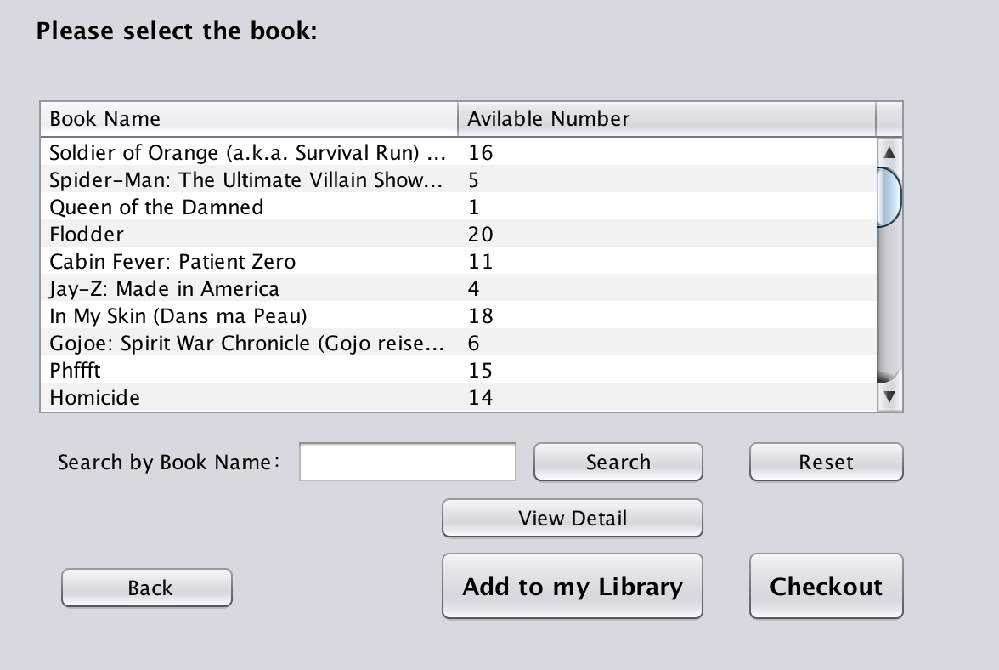 Please select the book:
Book Name Avilable Number
Soldier of Orange (a.k.a. Survival Run) ... 16
Spider-Man: The Ultimate Villain Show... 5
Queen of the Damned 1
Flodder 20
Cabin Fever: Patient Zero 11
Jay-Z: Made in America 4
In My Skin (Dans ma Peau) 18
Gojoe: Spirit War Chronicle (Gojo reise... 6
Phffft 15
Homicide 14
Search by Book Name: Search Reset
View Detail
Back Add to my Library Checkout